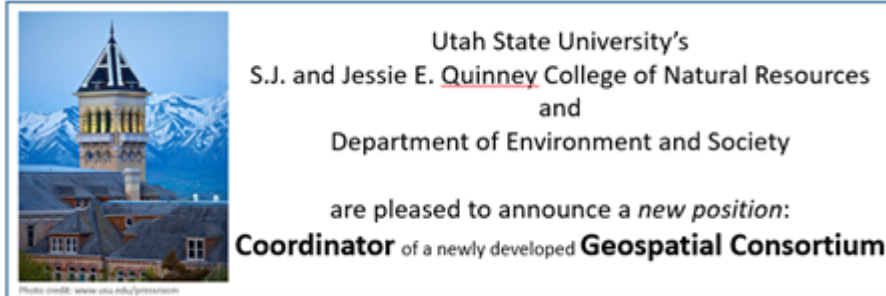 Utah State University's
S.J. and Jessie E. Quinney College of Natural Resources
and
Department of Environment and Society
are pleased to announce a new position:
Coordinator of a newly developed Geospatial Consortium
Photo credit: www.usu.edu/pressroom